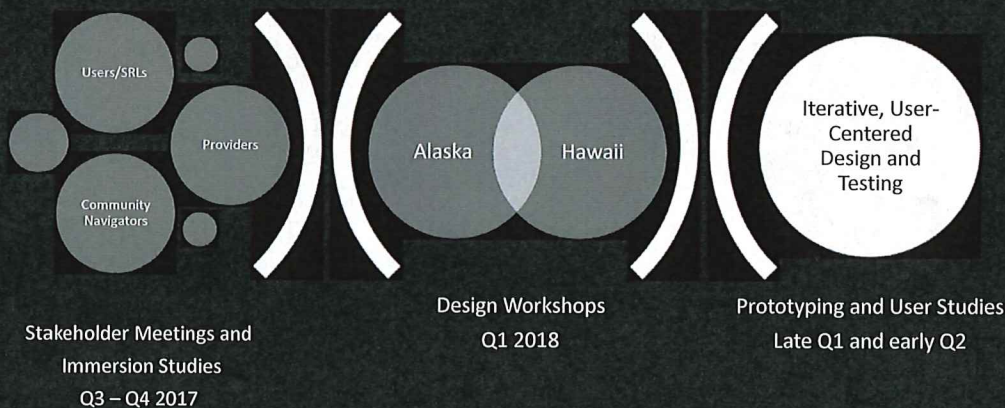 Users/SRLs
Providers
Community
Navigators
Stakeholder Meetings and
Immersion Studies
Q3 – Q4 2017
Alaska
Hawaii
Design Workshops
Q1 2018
Iterative, User-
Centered
Design and
Testing
Prototyping and User Studies
Late Q1 and early Q2